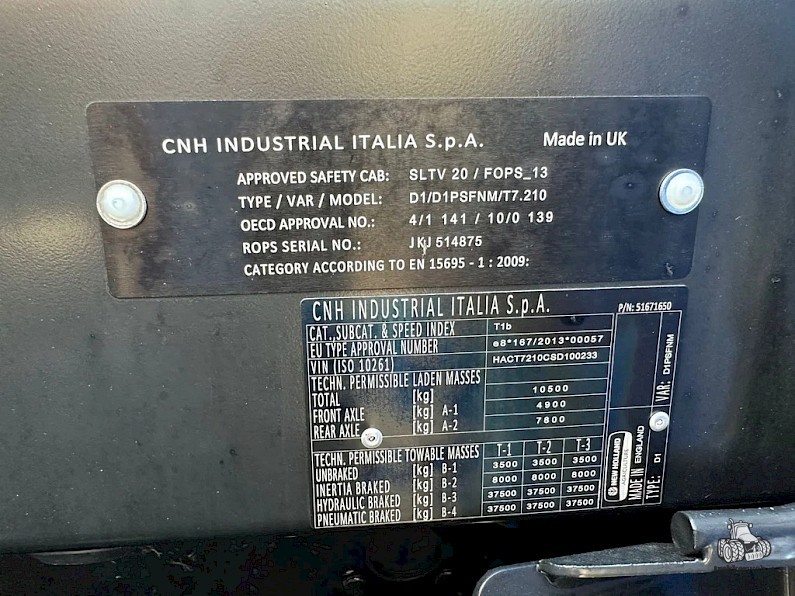 CNH INDUSTRIAL ITALIA S.p.A. Made in UK
APPROVED SAFETY CAB: SLTV 20 / FOPS_13
TYPE / VAR / MODEL: D1/D1PSFNM/T7.210
OECD APPROVAL NO.: 4/1 141 / 10/0 139
ROPS SERIAL NO.: JKJ 514875
CATEGORY ACCORDING TO EN 15695 - 1 : 2009:
CNH INDUSTRIAL ITALIA S.p.A. P/N: 51671650
CAT.,SUBCAT. & SPEED INDEX T1b
EU TYPE APPROVAL NUMBER e8*167/2013*00057
VIN (ISO 10261) HACT7210CSD100233
TECHN. PERMISSIBLE LADEN MASSES
TOTAL [kg] 10500
FRONT AXLE [kg] A-1 4900
REAR AXLE [kg] A-2 7800
TECHN. PERMISSIBLE TOWABLE MASSES T-1 T-2 T-3
UNBRAKED [kg] B-1 3500 3500 3500
INERTIA BRAKED [kg] B-2 8000 8000 8000
HYDRAULIC BRAKED [kg] B-3 37500 37500 37500
PNEUMATIC BRAKED [kg] B-4 37500 37500 37500
NEW HOLLAND
AGRICULTURE
MADE IN ENGLAND
TYPE: D1
VAR: D1PSFNM